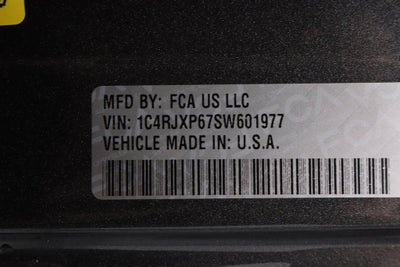 MFD BY: FCA US LLC
VIN: 1C4RJXP67SW601977
VEHICLE MADE IN: U.S.A.